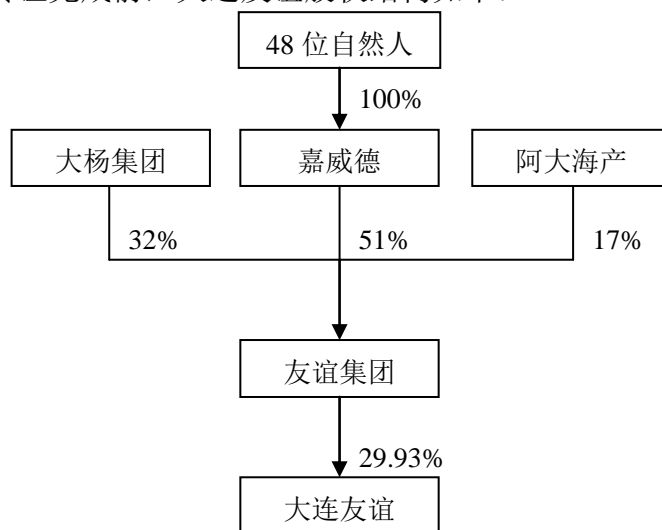 48 位自然人
100%
大杨集团
嘉威德
阿大海产
32%
51%
17%
友谊集团
29.93%
大连友谊